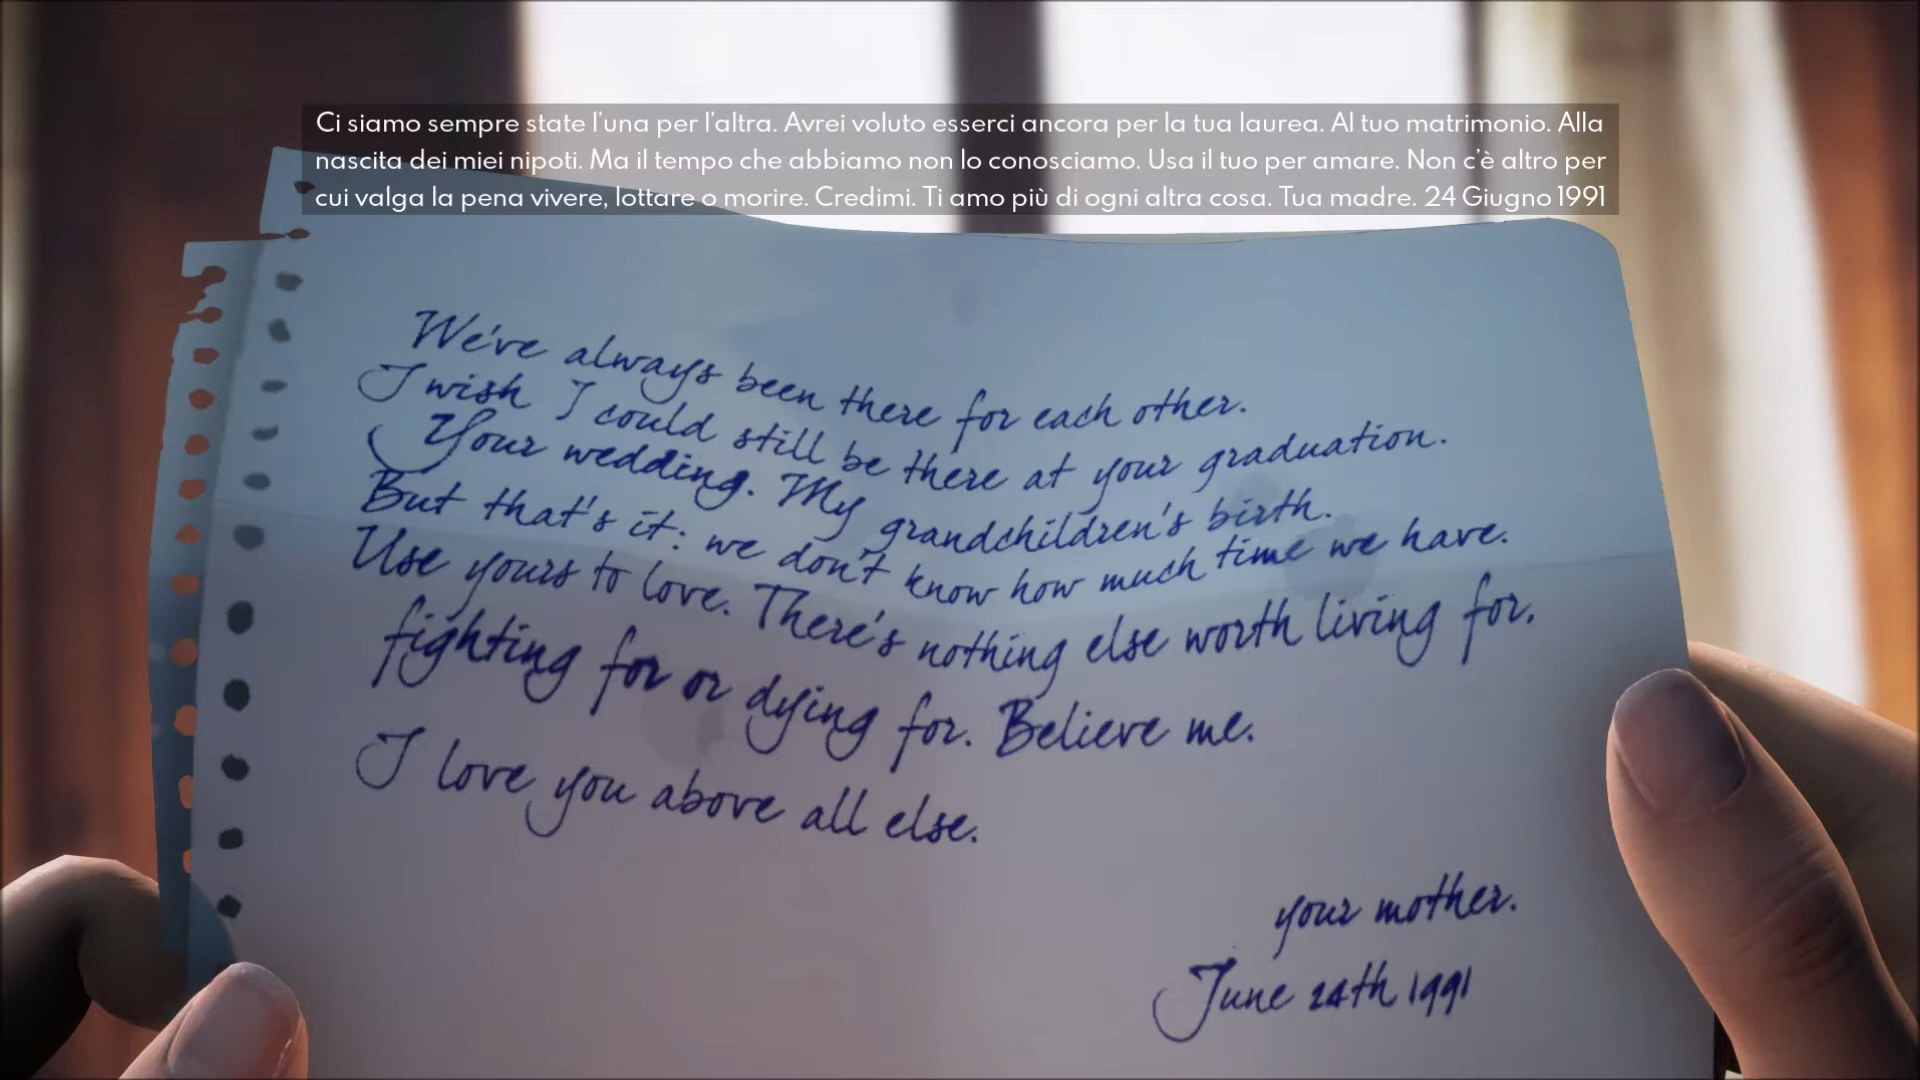 Ci siamo sempre state l'una per l'altra. Avrei voluto esserci ancora per la tua laurea. Al tuo matrimonio. Alla
nascita dei miei nipoti. Ma il tempo che abbiamo non lo conosciamo. Usa il tuo per amare. Non c'è altro per
cui valga la pena vivere, lottare o morire. Credimi. Ti amo più di ogni altra cosa. Tua madre. 24 Giugno 1991
We've always been there for each other.
I wish I could still be there at your graduation.
Your wedding. My grandchildren's birth.
But that's it: we don't know how much time we have.
Use yours to love. There's nothing else worth living for,
fighting for or dying for. Believe me.
I love you above all else.
your mother.
June 24th 1991